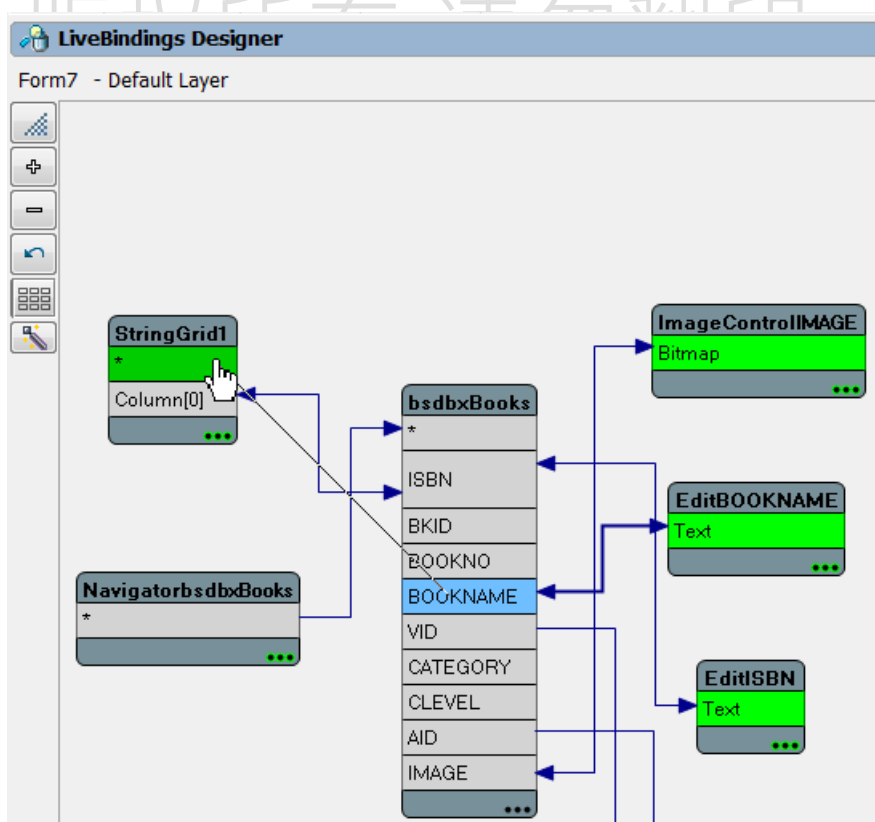 LiveBindings Designer
Form7 - Default Layer
StringGrid1
*
Column[0]
NavigatorbsdbxBooks
*
bsdbxBooks
*
ISBN
BKID
BOOKNO
BOOKNAME
VID
CATEGORY
CLEVEL
AID
IMAGE
ImageControlIMAGE
Bitmap
EditBOOKNAME
Text
EditISBN
Text